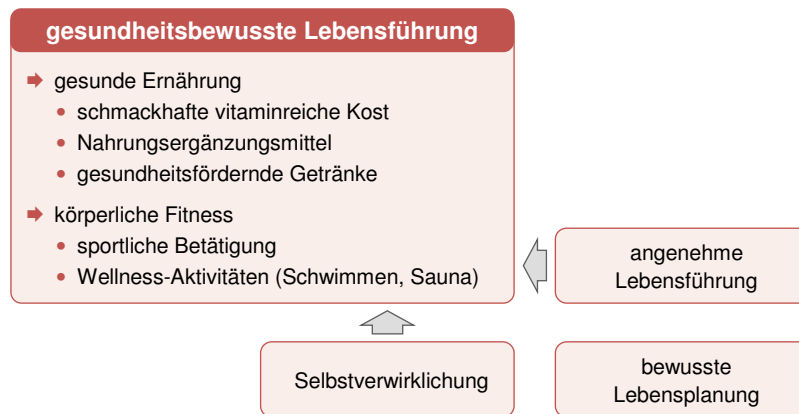 gesundheitsbewusste Lebensführung
gesunde Ernährung
schmackhafte vitaminreiche Kost
Nahrungsergänzungsmittel
gesundheitsfördernde Getränke
körperliche Fitness
sportliche Betätigung
Wellness-Aktivitäten (Schwimmen, Sauna)
angenehme
Lebensführung
Selbstverwirklichung
bewusste
Lebensplanung